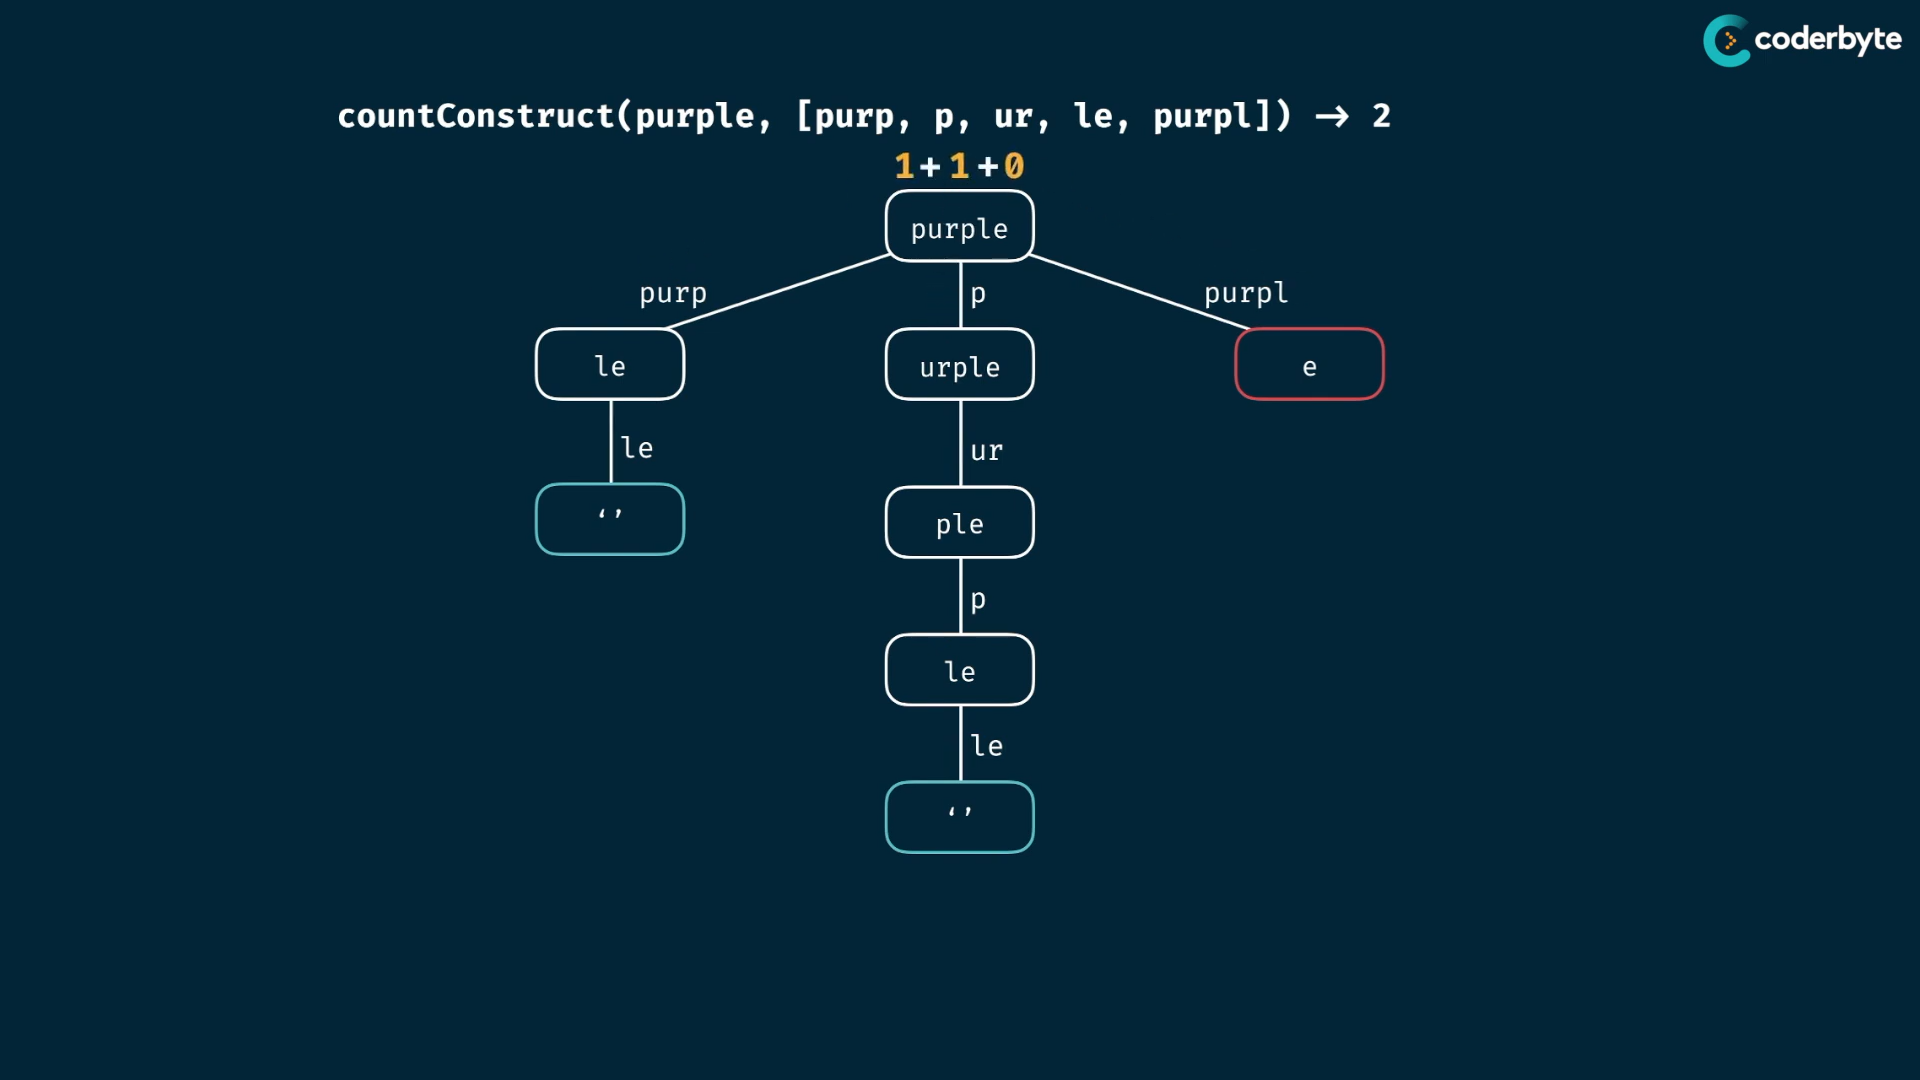 coderbyte
countConstruct(purple, [purp, p, ur, le, purpl]) → 2
1+1+0
purple
purp p purpl
le urple e
le ur
‘’ ple
p
le
le
‘’